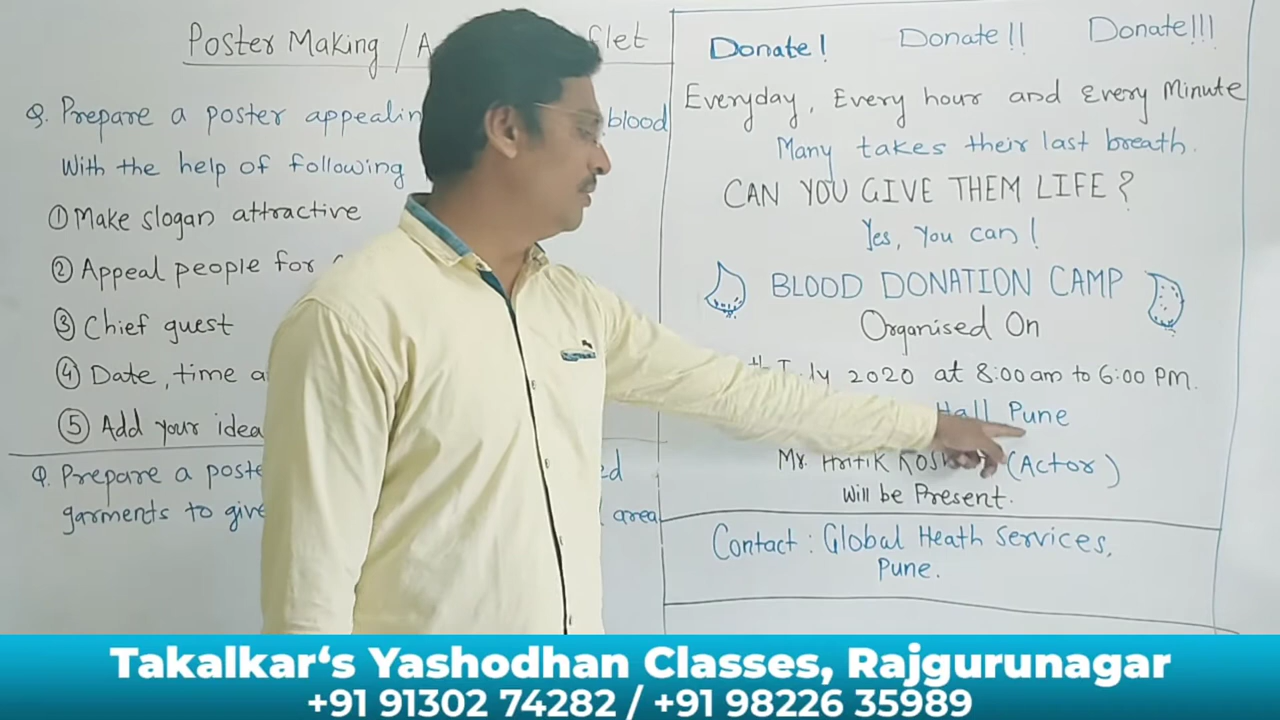 Poster Making / A flet
Q. Prepare a poster appealin blood
With the help of following
① Make slogan attractive
② Appeal people for
③ Chief guest
④ Date, time a
⑤ Add your idea
Q. Prepare a poste ed
garments to give area
Donate! Donate!! Donate!!!
Everyday, Every hour and Every Minute
Many takes their last breath.
CAN YOU GIVE THEM LIFE?
Yes, You can!
BLOOD DONATION CAMP
Organised On
th July 2020 at 8:00 am to 6:00 PM.
Hall Pune
Mr. Hritik (Actor)
Will be Present.
Contact : Global Heath Services,
Pune.
Takalkar‘s Yashodhan Classes, Rajgurunagar
+91 91302 74282 / +91 98226 35989